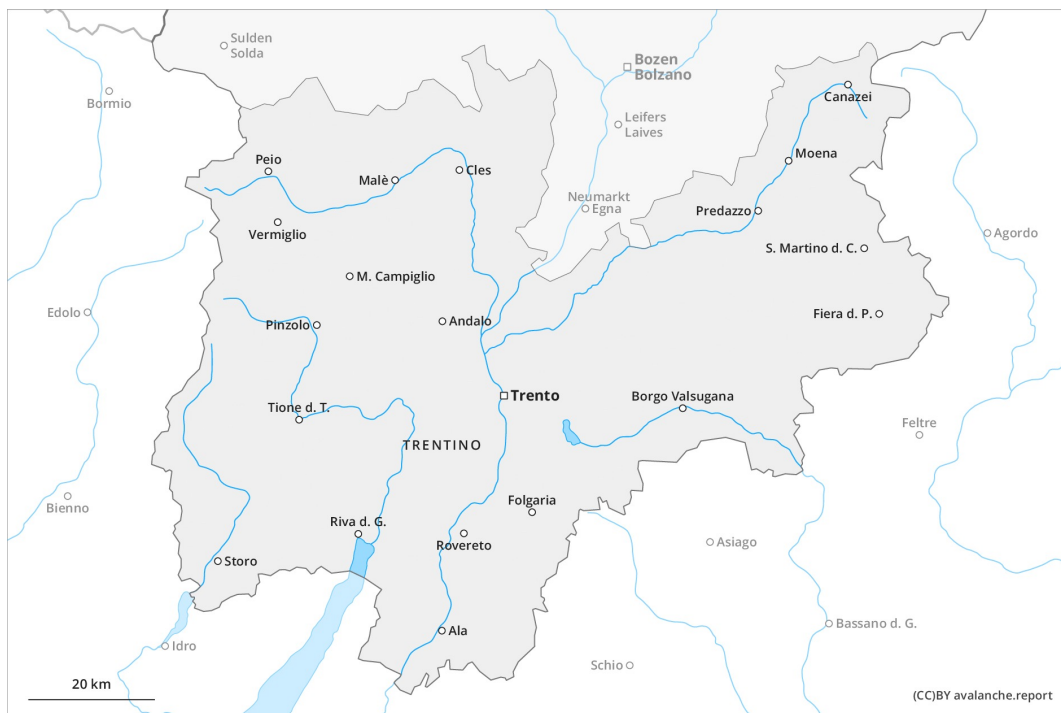 Sulden
Solda
Bozen
Bolzano
Bormio
Canazei
Leifers
Laives
Peio
Malè
Cles
Moena
Neumarkt
Egna
Predazzo
Vermiglio
S. Martino d. C.
Agordo
M. Campiglio
Edolo
Pinzolo
Andalo
Fiera d. P.
Trento
Borgo Valsugana
Tione d. T.
Feltre
TRENTINO
Bienno
Folgaria
Riva d. G.
Rovereto
Asiago
Storo
Ala
Bassano d. G.
Idro
Schio
20 km
(CC)BY avalanche.report